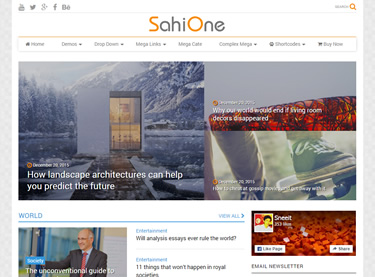 SEARCH
SahiOne
Home Demos Drop Down Mega Links Mega Cats Complex Mega Shortcodes Buy Now
December 20, 2015
How landscape architectures can help
you predict the future
December 20, 2015
Why our world would end if living room
decors disappeared
December 20, 2015
How to cheat at gossip movies and get away with it
WORLD
VIEW ALL
Society
The unconventional guide to
Entertainment
Will analysis essays ever rule the world?
Entertainment
11 things that won't happen in royal
societies
Sneeit
353 likes
Like Page
Share
EMAIL NEWSLETTER